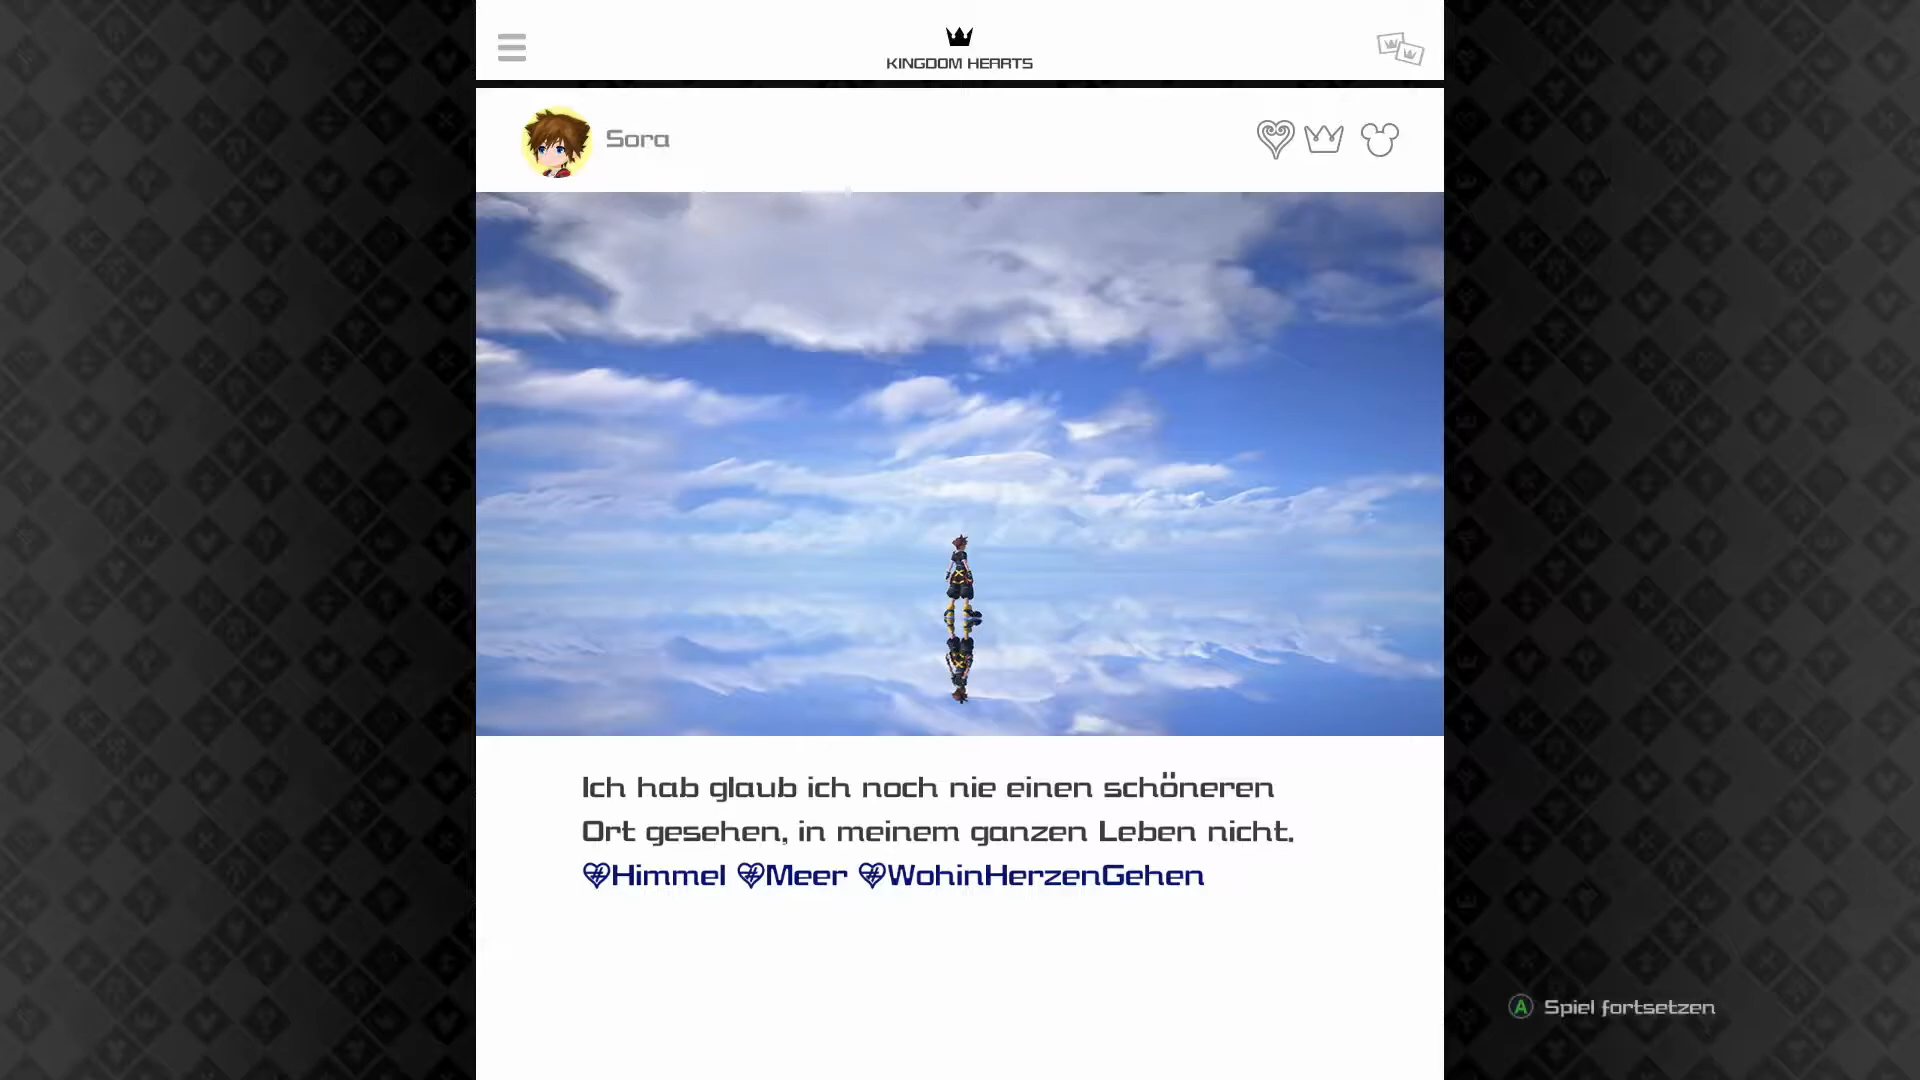 KINGDOM HEARTS
Sora
Ich hab glaub ich noch nie einen schöneren
Ort gesehen, in meinem ganzen Leben nicht.
#Himmel #Meer #WohinHerzenGehen
A Spiel fortsetzen